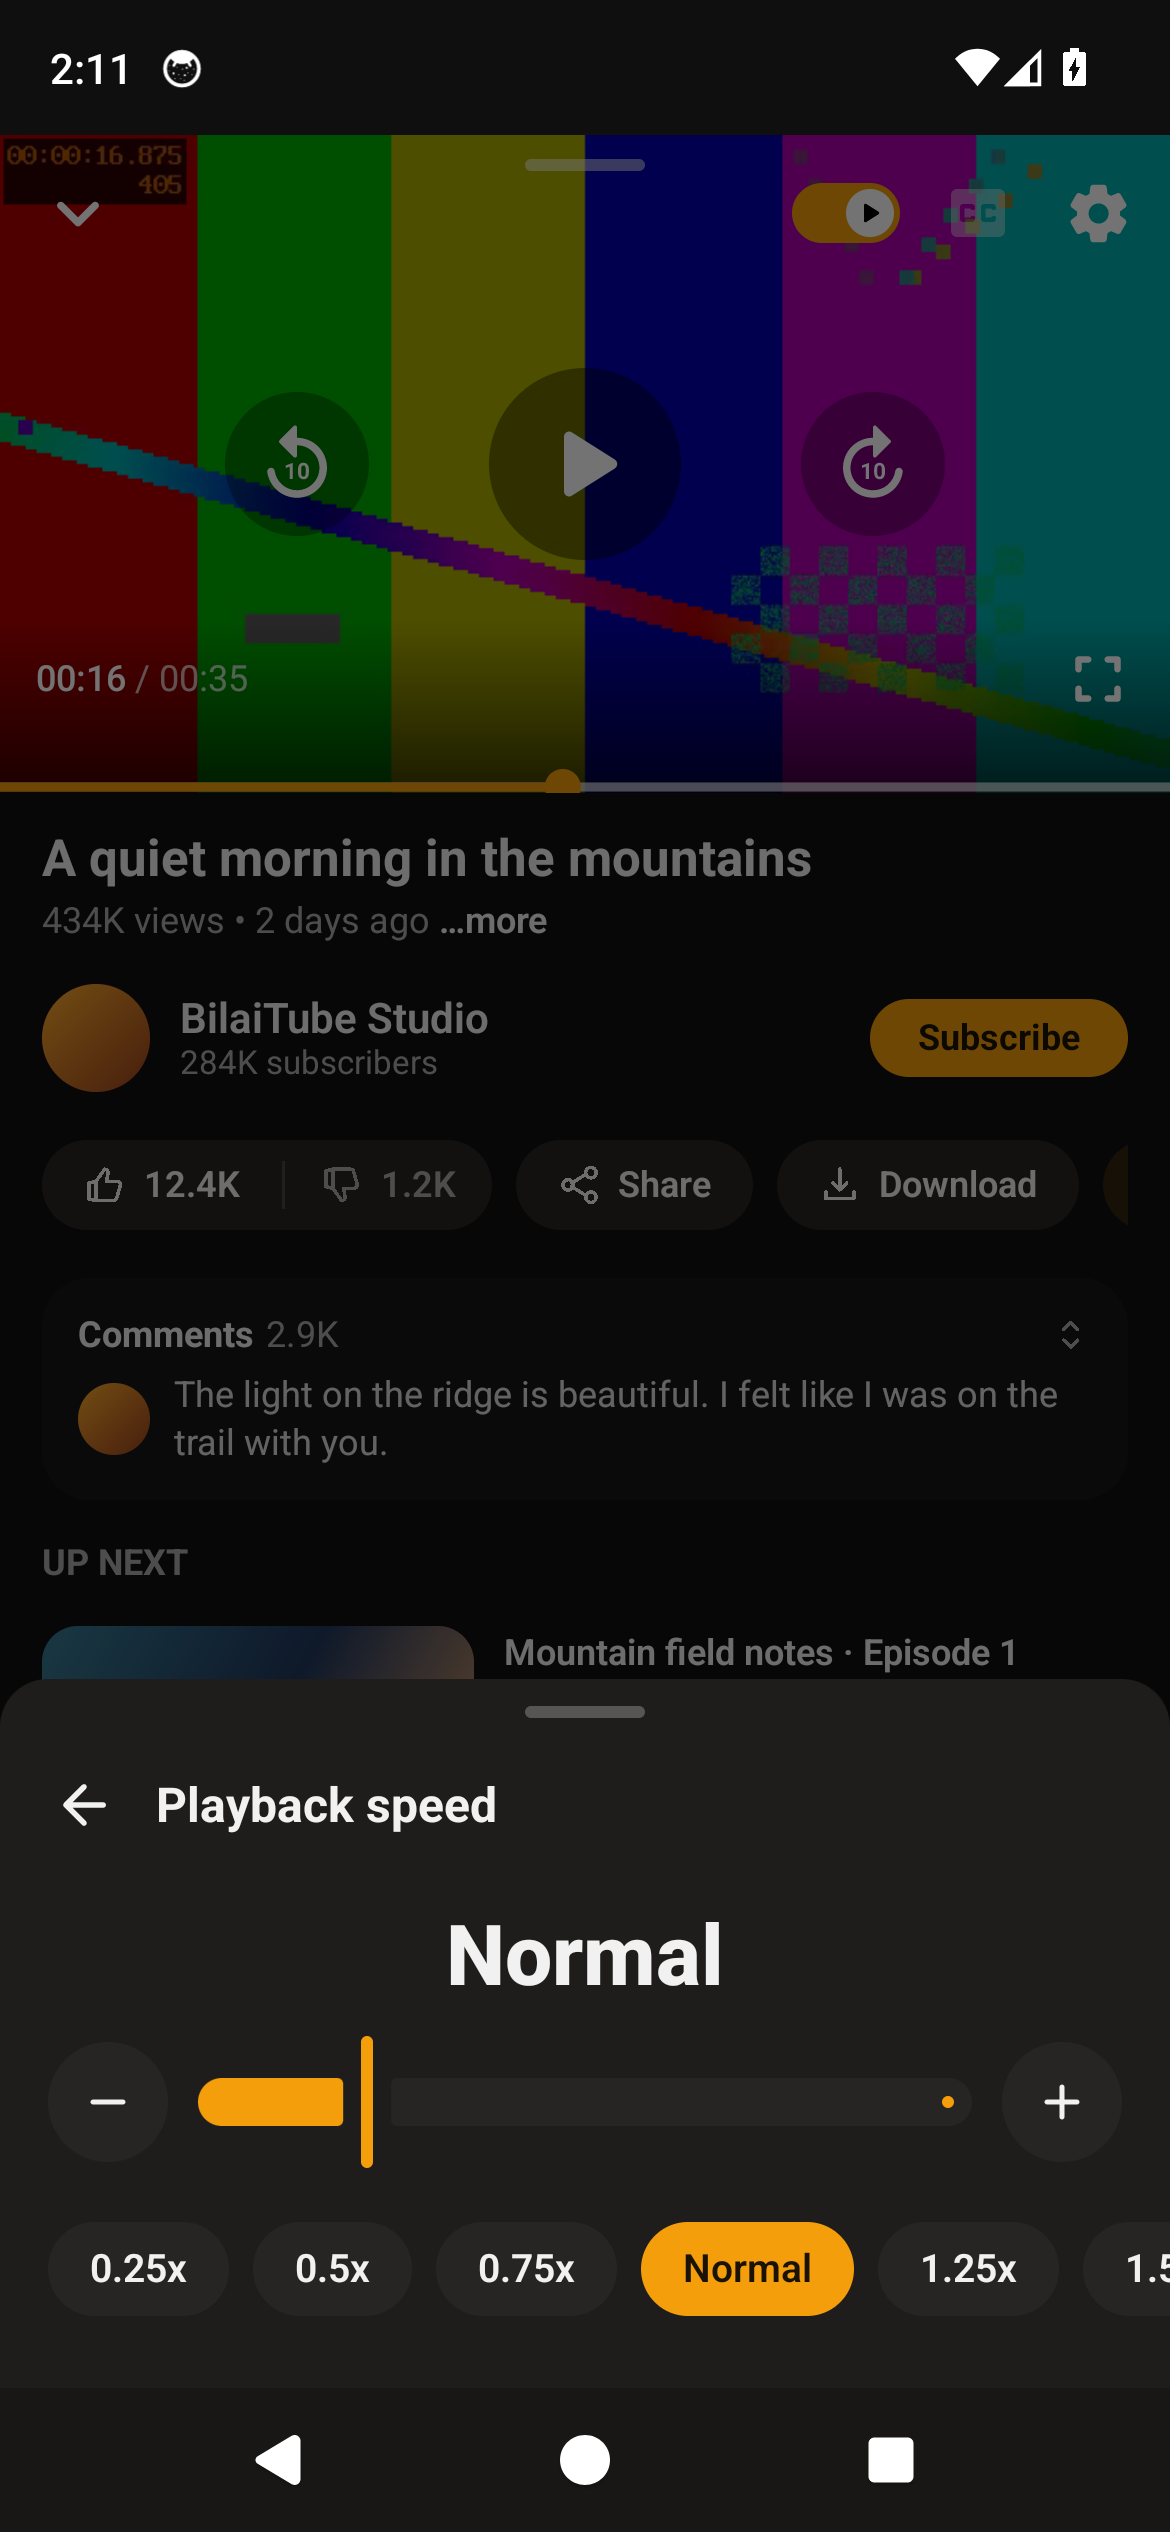 2:11
00:00:16.875
405
CC
10
10
00:16 / 00:35
A quiet morning in the mountains
434K views • 2 days ago ...more
BilaiTube Studio
284K subscribers
Subscribe
12.4K
1.2K
Share
Download
Comments 2.9K
The light on the ridge is beautiful. I felt like I was on the
trail with you.
UP NEXT
Mountain field notes · Episode 1
Playback speed
Normal
0.25x
0.5x
0.75x
Normal
1.25x